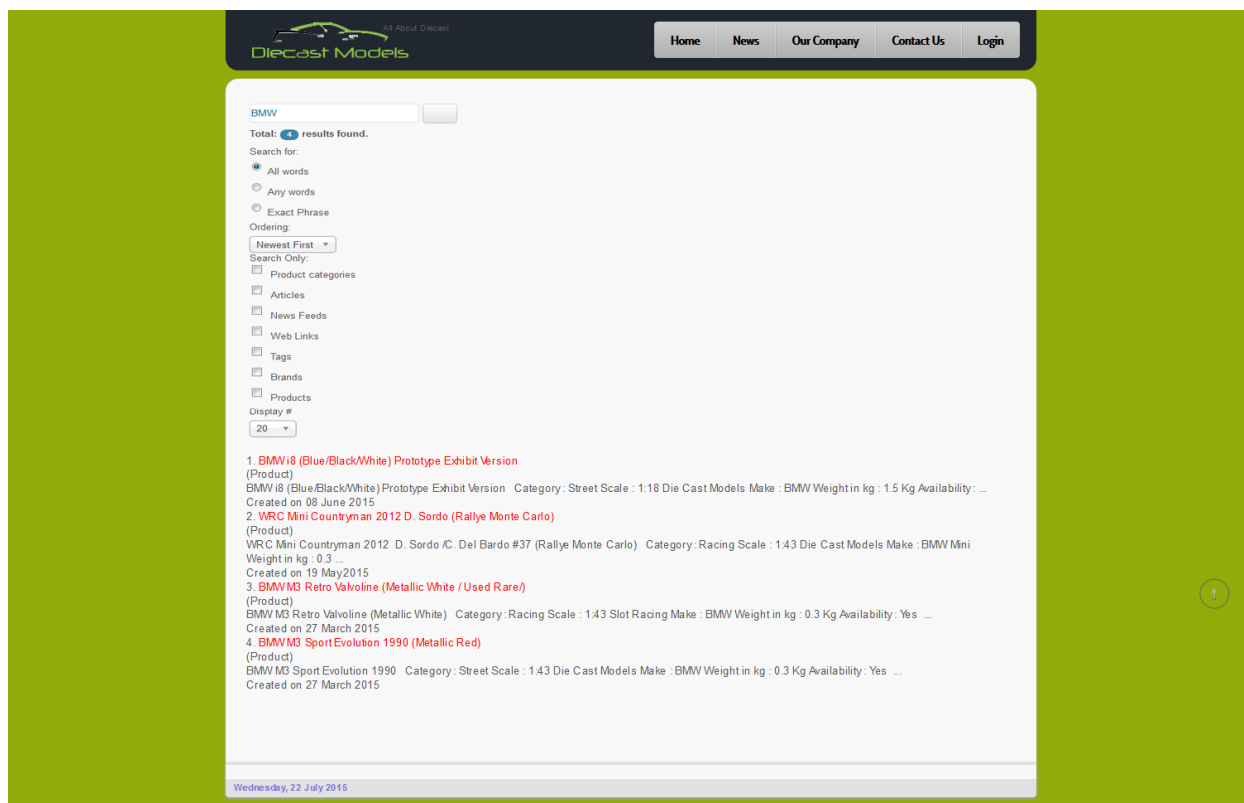 All About Diecast
Diecast Models
Home News Our Company Contact Us Login
BMW
Total: 4 results found.
Search for:
All words
Any words
Exact Phrase
Ordering:
Newest First
Search Only:
Product categories
Articles
News Feeds
Web Links
Tags
Brands
Products
Display #
20
1. BMW i8 (Blue/Black/White) Prototype Exhibit Version
(Product)
BMW i8 (Blue/Black/White) Prototype Exhibit Version Category : Street Scale : 1:18 Die Cast Models Make : BMW Weight in kg : 1.5 Kg Availability : ...
Created on 08 June 2015
2. WRC Mini Countryman 2012 D. Sordo (Rallye Monte Carlo)
(Product)
WRC Mini Countryman 2012 D. Sordo /C. Del Bardo #37 (Rallye Monte Carlo) Category : Racing Scale : 1:43 Die Cast Models Make : BMW Mini
Weight in kg : 0.3 ...
Created on 19 May 2015
3. BMW M3 Retro Valvoline (Metallic White / Used Rare/)
(Product)
BMW M3 Retro Valvoline (Metallic White) Category : Racing Scale : 1:43 Slot Racing Make : BMW Weight in kg : 0.3 Kg Availability : Yes ...
Created on 27 March 2015
4. BMW M3 Sport Evolution 1990 (Metallic Red)
(Product)
BMW M3 Sport Evolution 1990 Category : Street Scale : 1:43 Die Cast Models Make : BMW Weight in kg : 0.3 Kg Availability : Yes ...
Created on 27 March 2015
Wednesday, 22 July 2015